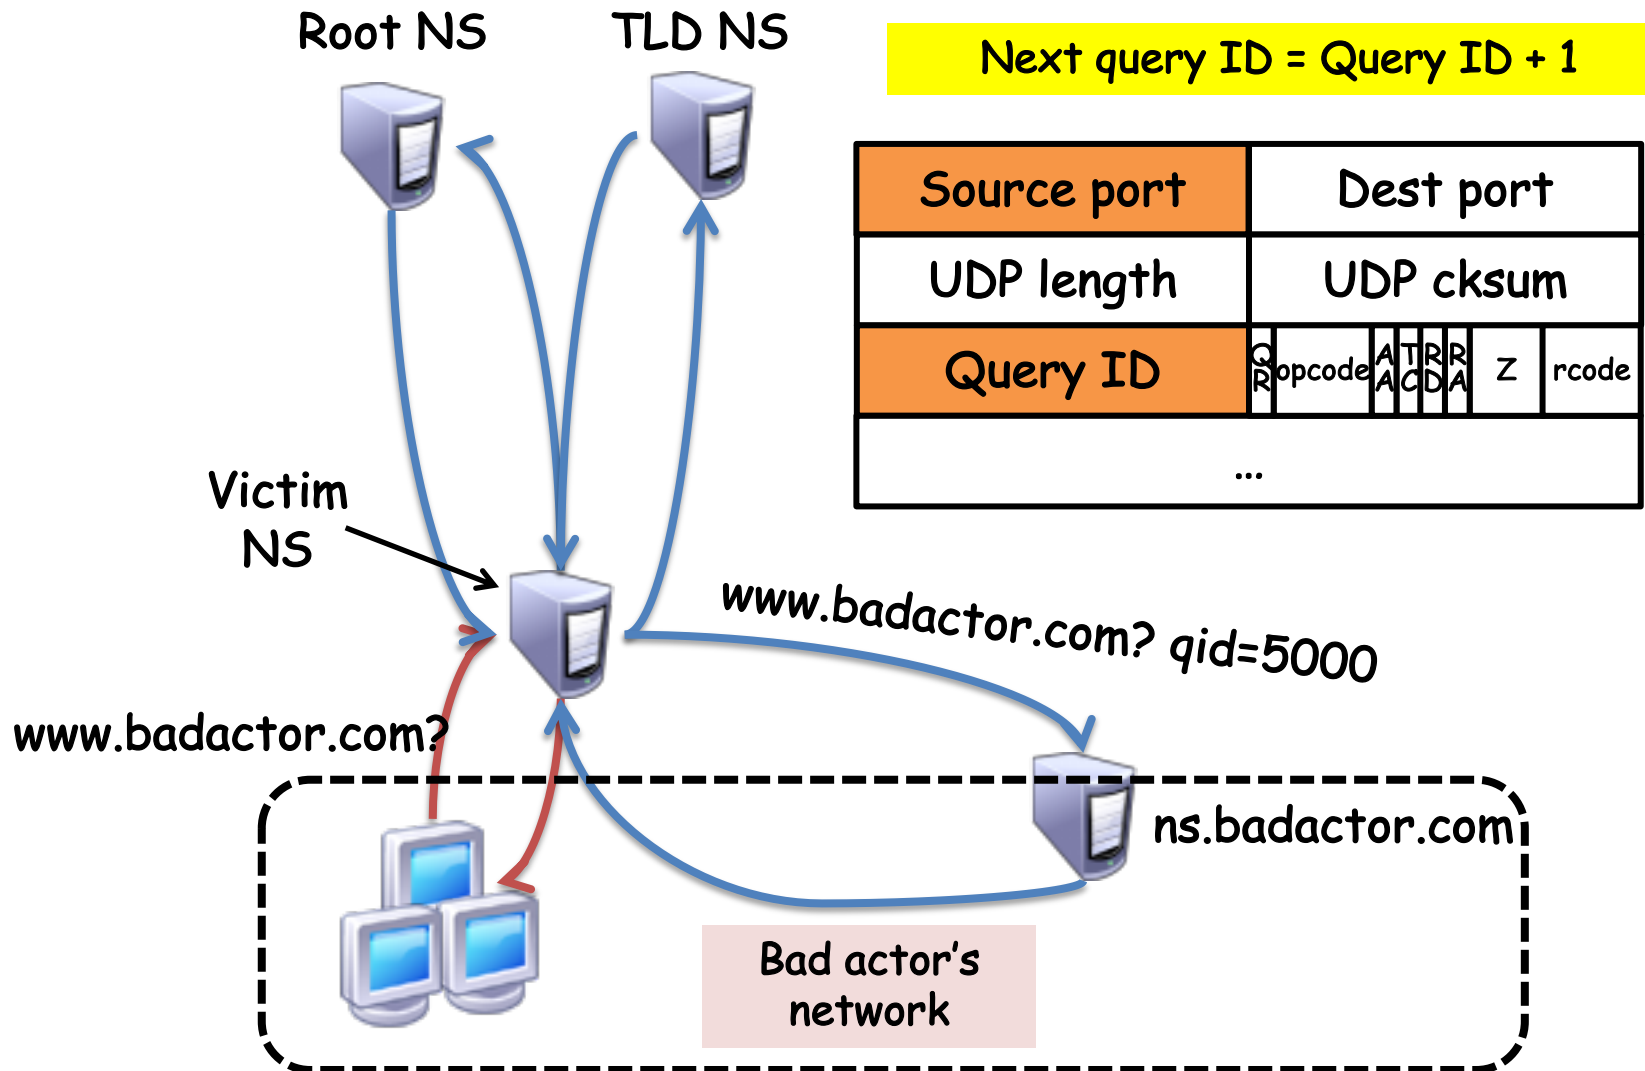 Root NS
TLD NS
Next query ID = Query ID + 1
Source port
Dest port
UDP length
UDP cksum
Query ID
QR
opcode
AA
TC
RD
RA
Z
rcode
...
Victim
NS
www.badactor.com? qid=5000
www.badactor.com?
ns.badactor.com
Bad actor's
network